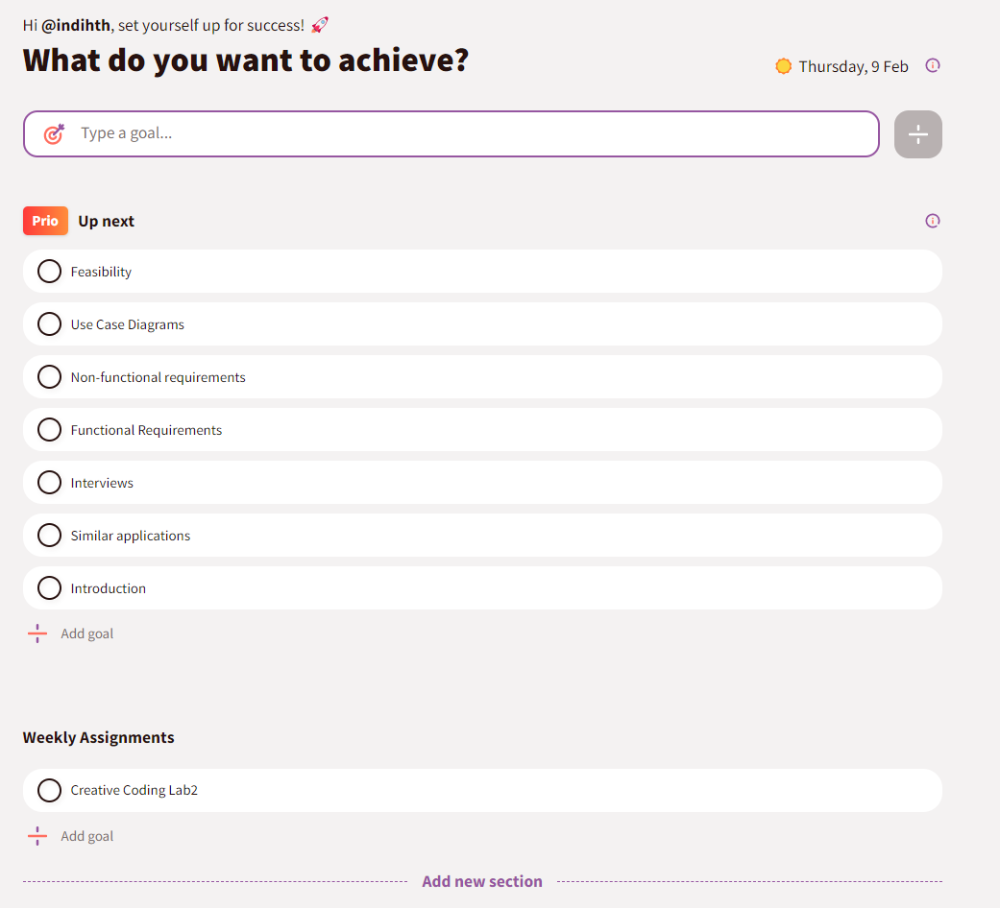 Hi @indihth, set yourself up for success! 🚀
What do you want to achieve?
Thursday, 9 Feb
Type a goal...
Prio Up next
Feasibility
Use Case Diagrams
Non-functional requirements
Functional Requirements
Interviews
Similar applications
Introduction
Add goal
Weekly Assignments
Creative Coding Lab2
Add goal
Add new section